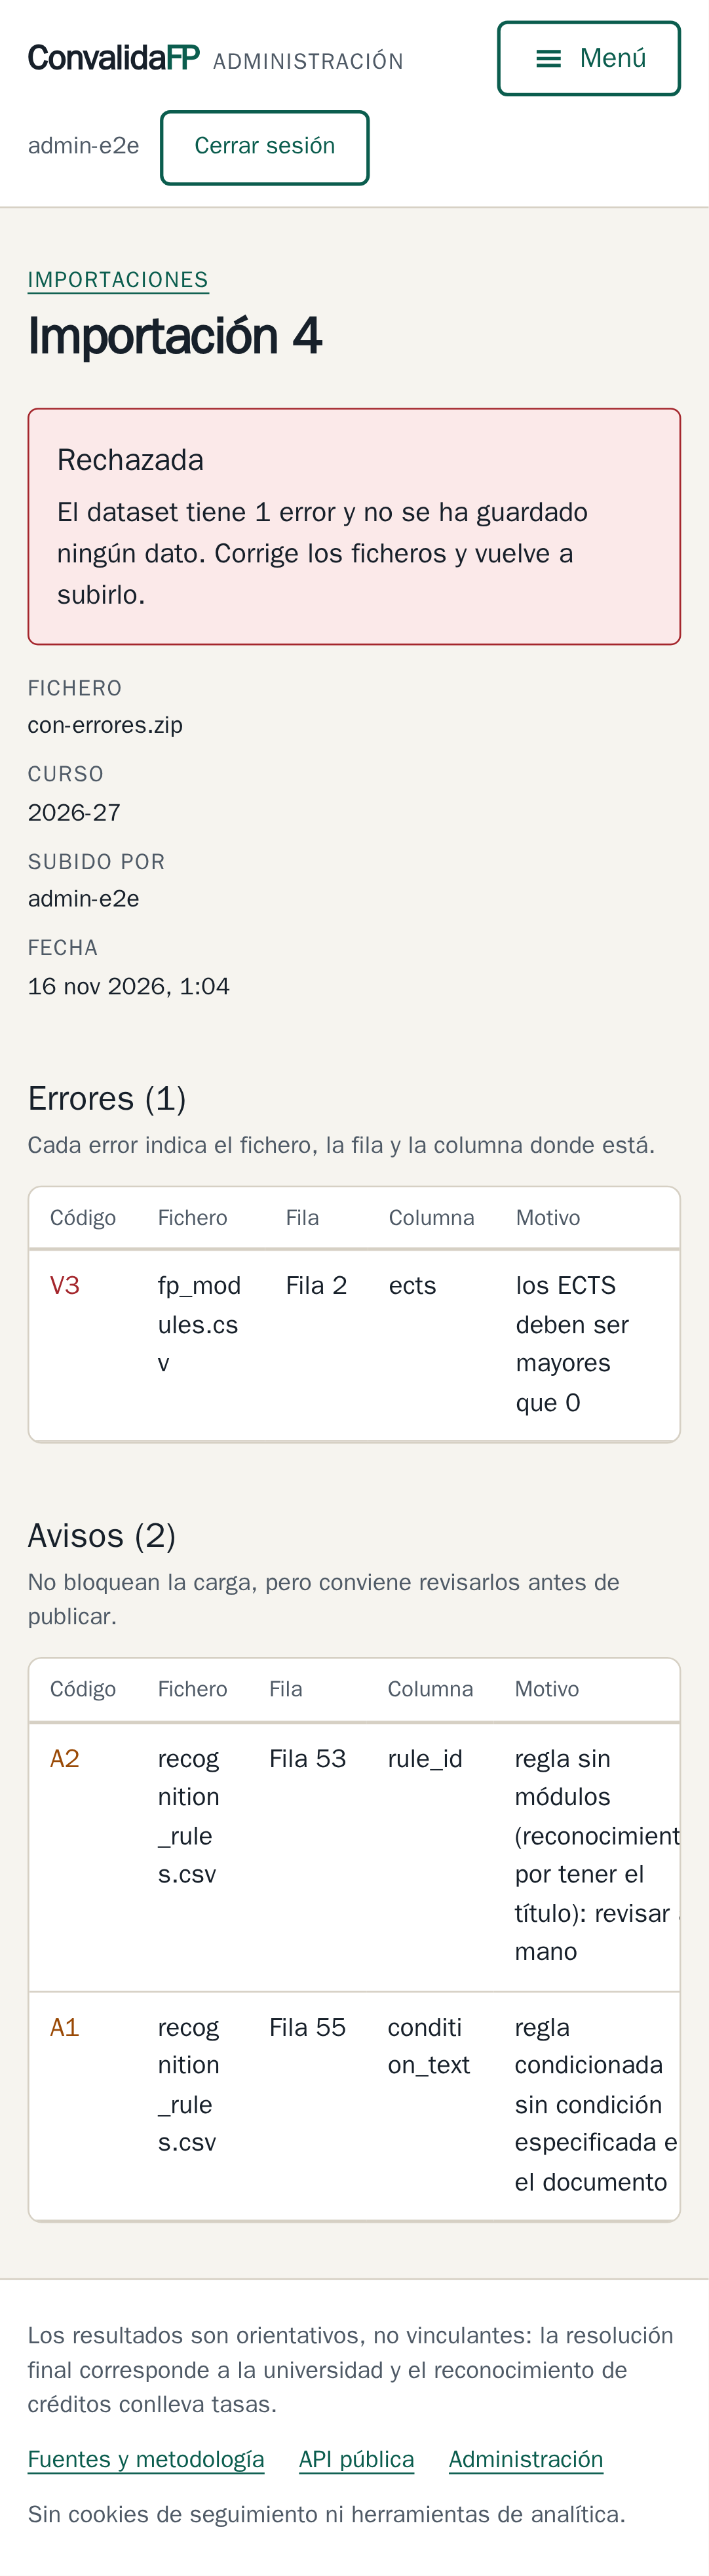 ConvalidaFP ADMINISTRACIÓN
Menú
admin-e2e
Cerrar sesión
IMPORTACIONES
Importación 4
Rechazada
El dataset tiene 1 error y no se ha guardado
ningún dato. Corrige los ficheros y vuelve a
subirlo.
FICHERO
con-errores.zip
CURSO
2026-27
SUBIDO POR
admin-e2e
FECHA
16 nov 2026, 1:04
Errores (1)
Cada error indica el fichero, la fila y la columna donde está.
Código Fichero Fila Columna Motivo
V3 fp_mod Fila 2 ects los ECTS
ules.cs deben ser
v mayores
que 0
Avisos (2)
No bloquean la carga, pero conviene revisarlos antes de
publicar.
Código Fichero Fila Columna Motivo
A2 recog Fila 53 rule_id regla sin
nition módulos
_rule (reconocimient
s.csv por tener el
título): revisar
mano
A1 recog Fila 55 conditi regla
nition on_text condicionada
_rule sin condición
s.csv especificada e
el documento
Los resultados son orientativos, no vinculantes: la resolución
final corresponde a la universidad y el reconocimiento de
créditos conlleva tasas.
Fuentes y metodología API pública Administración
Sin cookies de seguimiento ni herramientas de analítica.